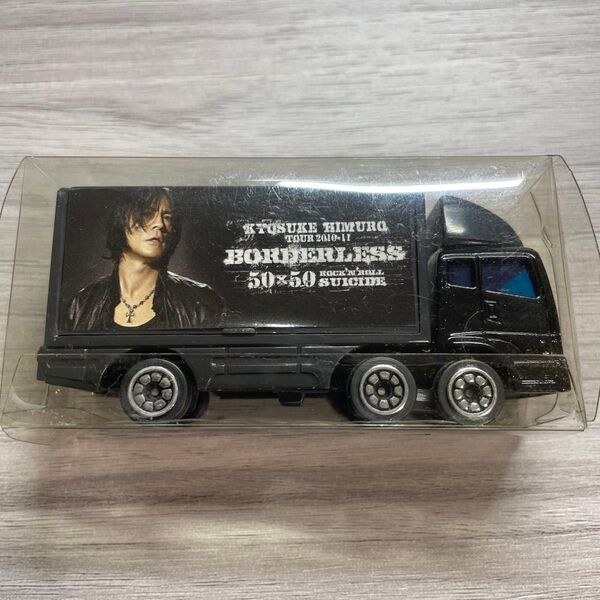 KYOSUKE HIMURO
TOUR 2010-11
BORDERLESS
50×50 ROCK'N'ROLL
SUICIDE